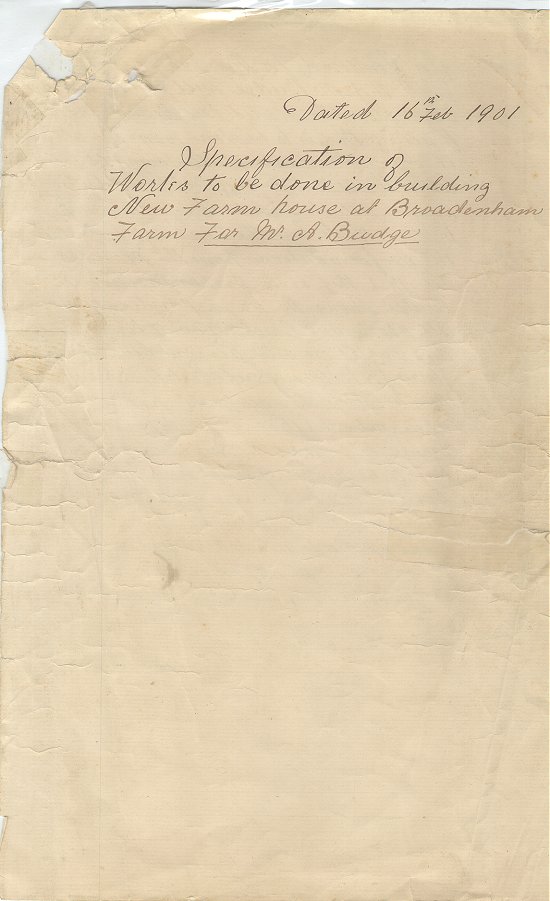 Dated 16th Feb 1901
Specification of
Works to be done in building
New Farm house at Broadenham
Farm For Mr. A. Budge